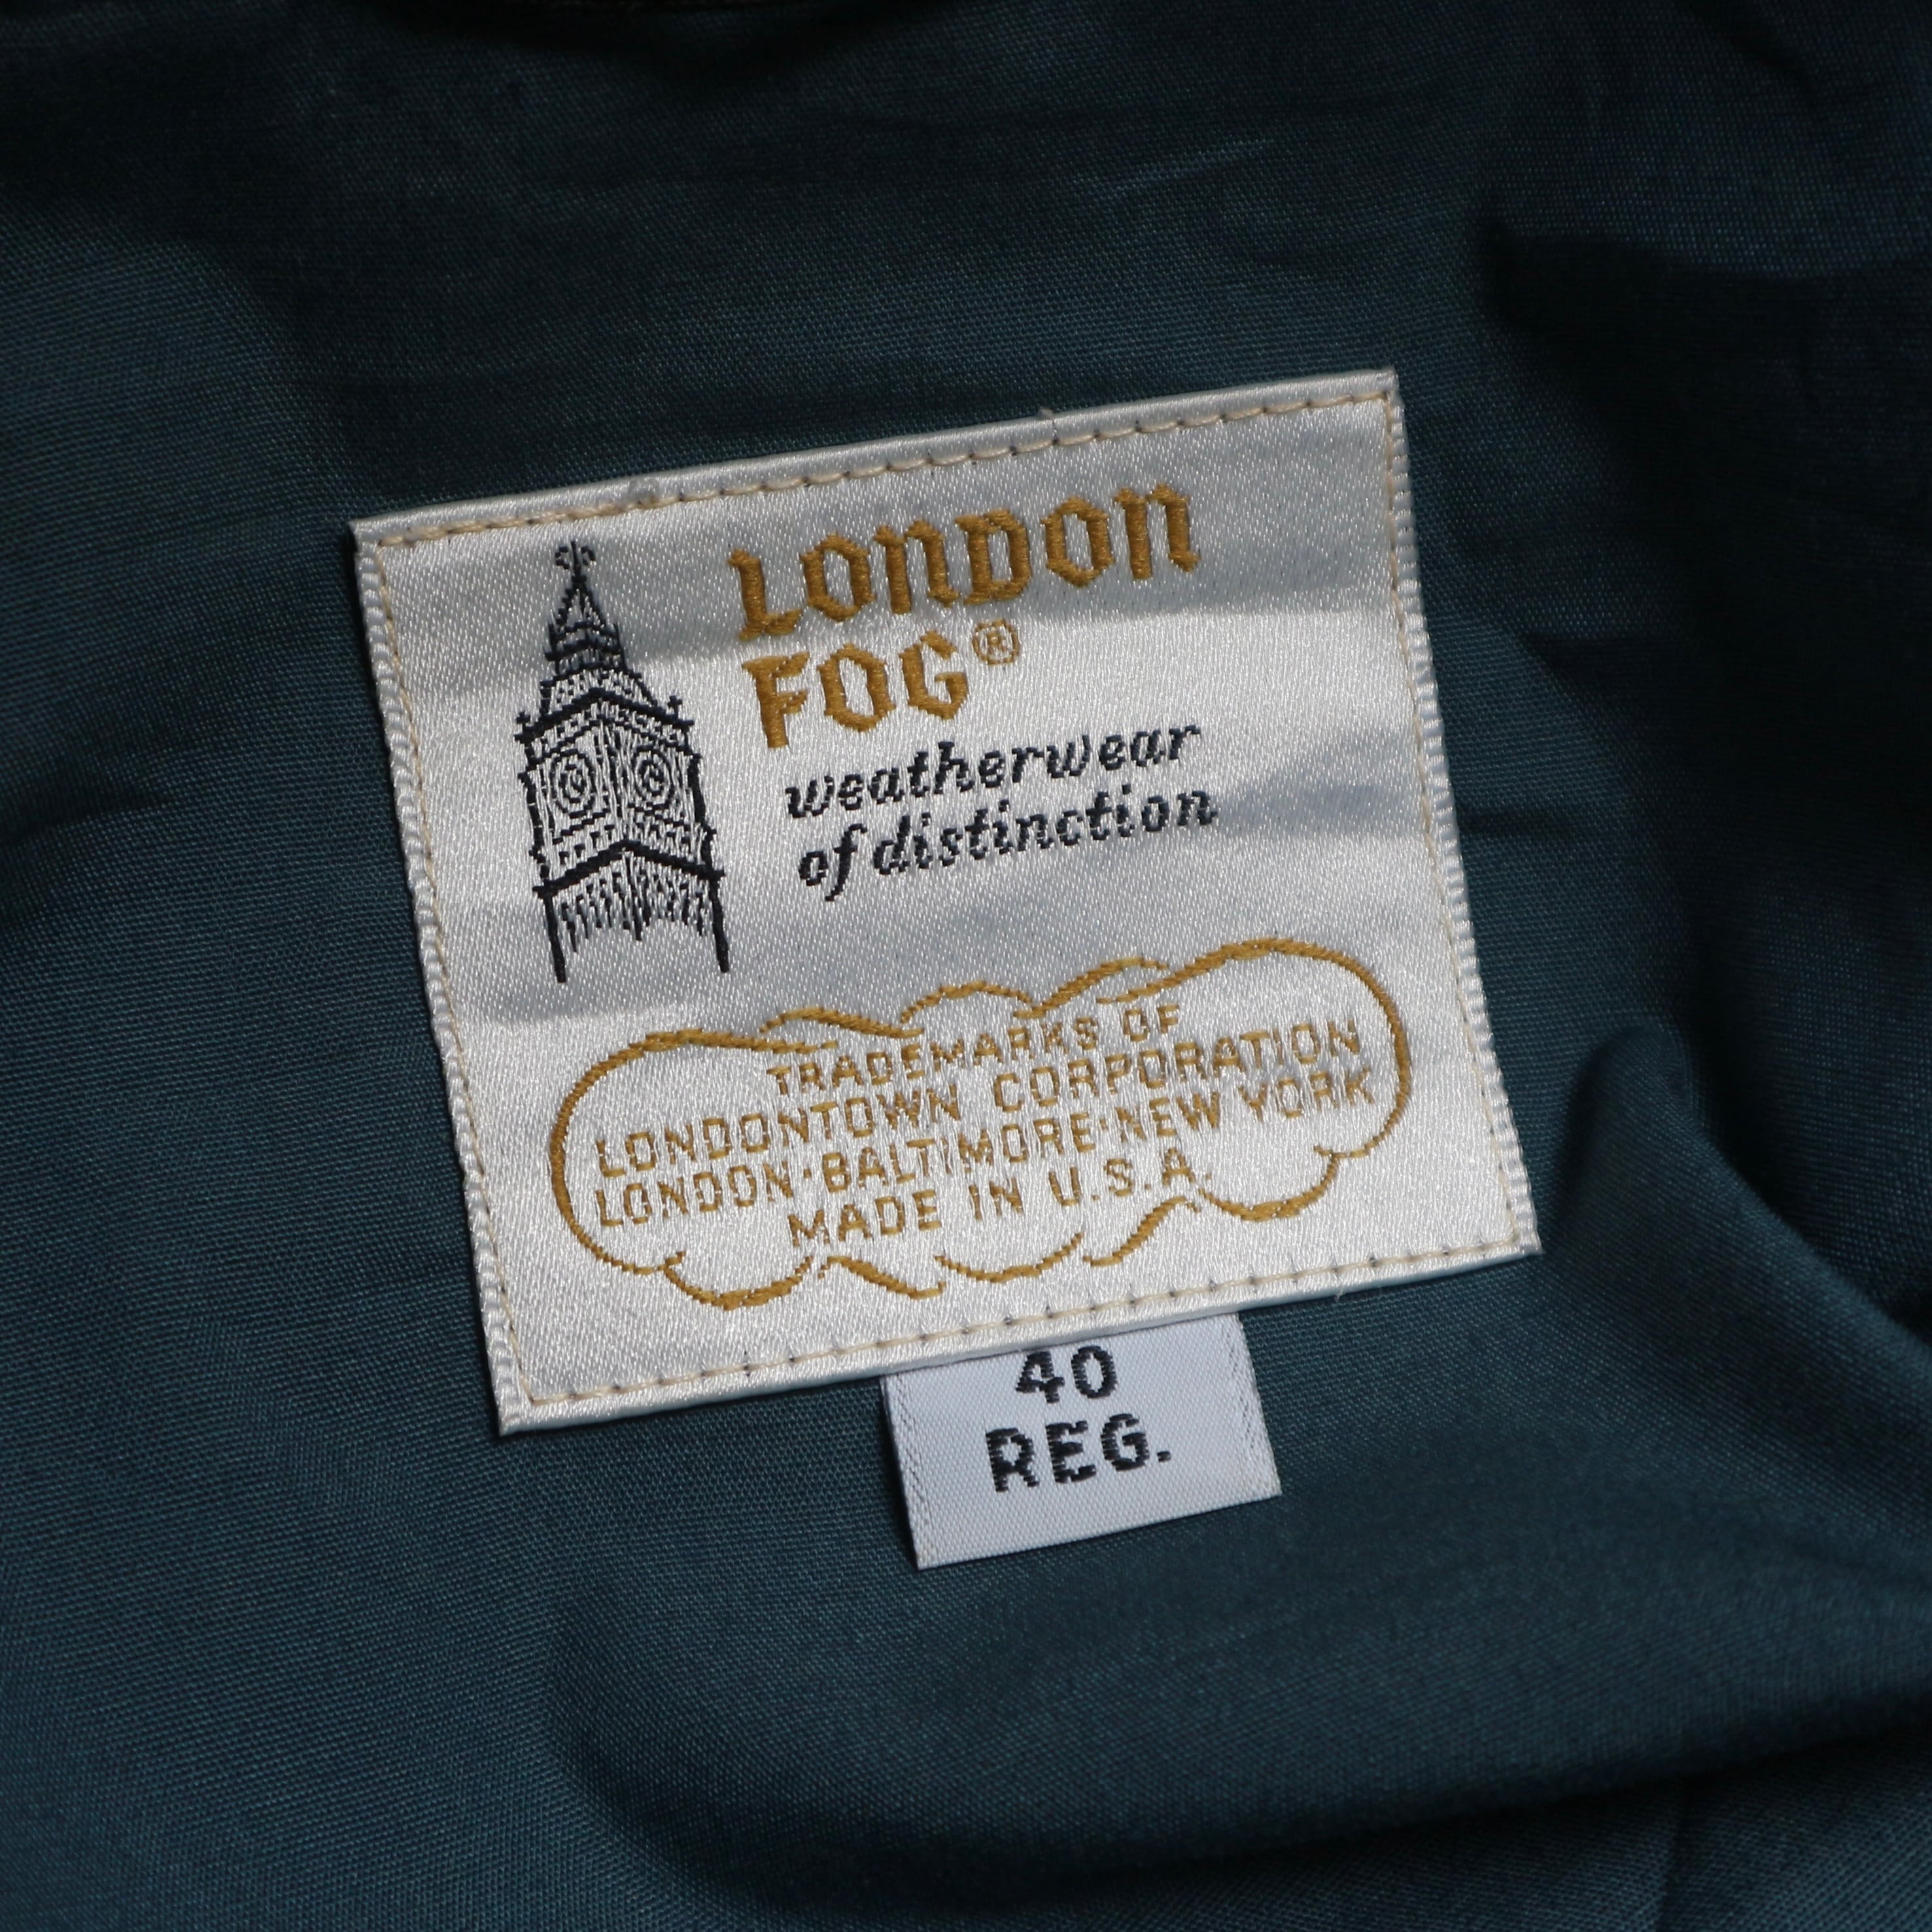 LONDON
FOG®
weatherwear
of distinction
TRADEMARKS OF
LONDONTOWN CORPORATION
LONDON·BALTIMORE·NEW YORK
MADE IN U.S.A.
40
REG.